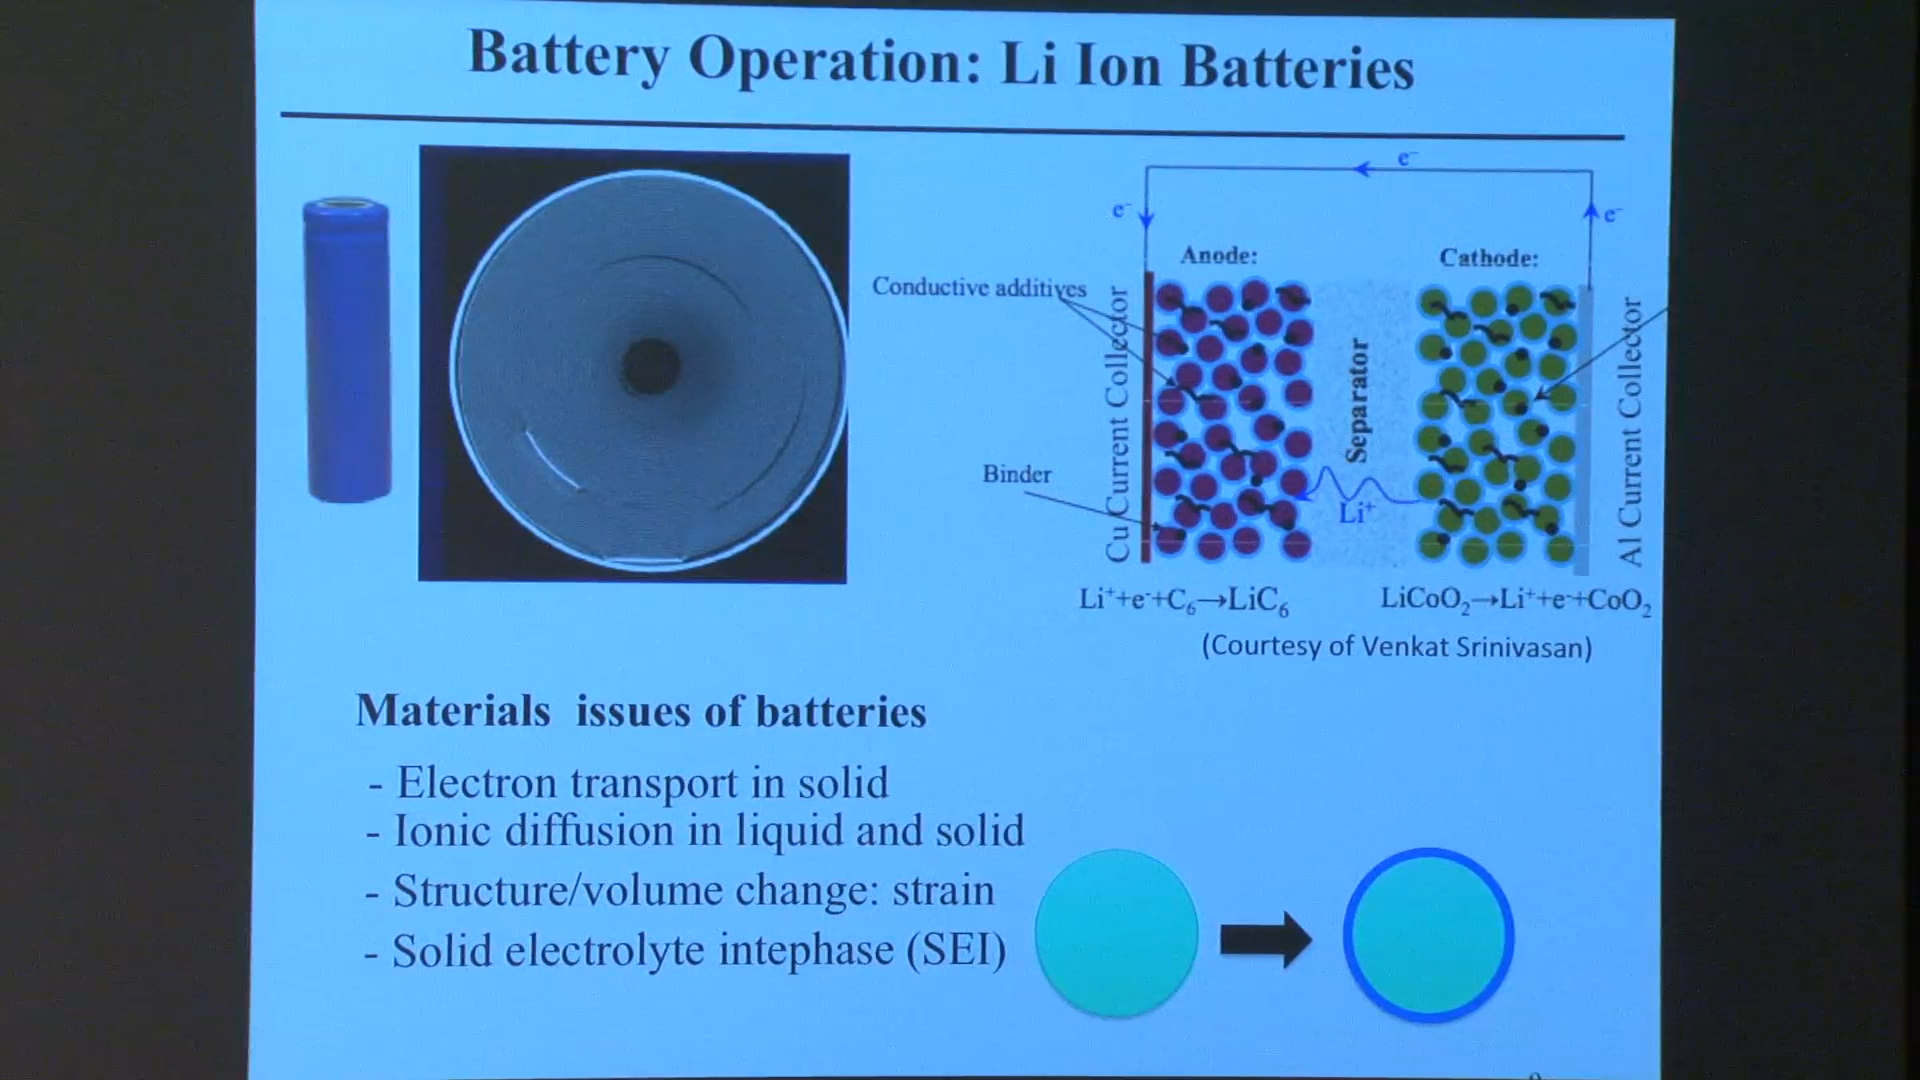 Battery Operation: Li Ion Batteries
e⁻
e⁻
e⁻
Anode:
Cathode:
Conductive additives
Cu Current Collector
Separator
Al Current Collector
Binder
Li⁺
Li⁺+e⁻+C₆→LiC₆
LiCoO₂→Li⁺+e⁻+CoO₂
(Courtesy of Venkat Srinivasan)
Materials issues of batteries
- Electron transport in solid
- Ionic diffusion in liquid and solid
- Structure/volume change: strain
- Solid electrolyte intephase (SEI)